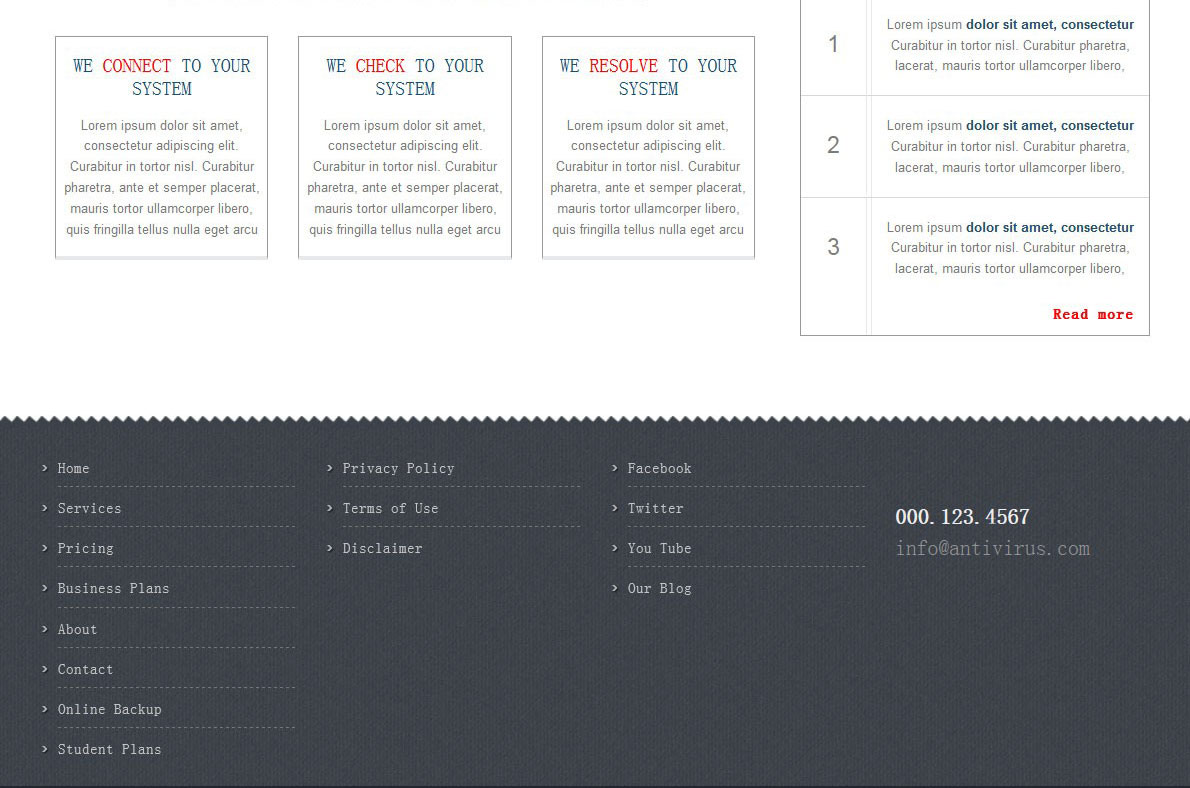 WE CONNECT TO YOUR
SYSTEM
Lorem ipsum dolor sit amet,
consectetur adipiscing elit.
Curabitur in tortor nisl. Curabitur
pharetra, ante et semper placerat,
mauris tortor ullamcorper libero,
quis fringilla tellus nulla eget arcu
WE CHECK TO YOUR
SYSTEM
Lorem ipsum dolor sit amet,
consectetur adipiscing elit.
Curabitur in tortor nisl. Curabitur
pharetra, ante et semper placerat,
mauris tortor ullamcorper libero,
quis fringilla tellus nulla eget arcu
WE RESOLVE TO YOUR
SYSTEM
Lorem ipsum dolor sit amet,
consectetur adipiscing elit.
Curabitur in tortor nisl. Curabitur
pharetra, ante et semper placerat,
mauris tortor ullamcorper libero,
quis fringilla tellus nulla eget arcu
1
Lorem ipsum dolor sit amet, consectetur
Curabitur in tortor nisl. Curabitur pharetra,
lacerat, mauris tortor ullamcorper libero,
2
Lorem ipsum dolor sit amet, consectetur
Curabitur in tortor nisl. Curabitur pharetra,
lacerat, mauris tortor ullamcorper libero,
3
Lorem ipsum dolor sit amet, consectetur
Curabitur in tortor nisl. Curabitur pharetra,
lacerat, mauris tortor ullamcorper libero,
Read more
Home
Services
Pricing
Business Plans
About
Contact
Online Backup
Student Plans
Privacy Policy
Terms of Use
Disclaimer
Facebook
Twitter
You Tube
Our Blog
000.123.4567
info@antivirus.com